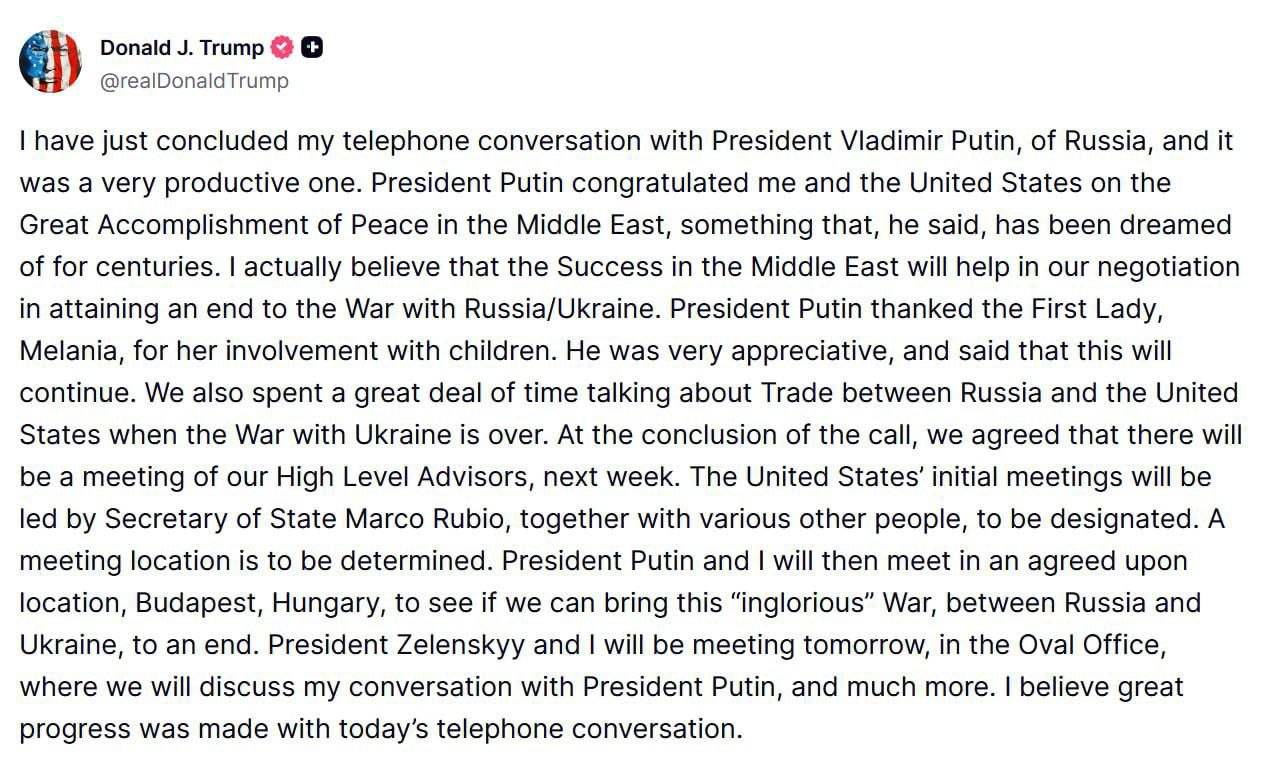 Donald J. Trump
@realDonaldTrump
I have just concluded my telephone conversation with President Vladimir Putin, of Russia, and it
was a very productive one. President Putin congratulated me and the United States on the
Great Accomplishment of Peace in the Middle East, something that, he said, has been dreamed
of for centuries. I actually believe that the Success in the Middle East will help in our negotiation
in attaining an end to the War with Russia/Ukraine. President Putin thanked the First Lady,
Melania, for her involvement with children. He was very appreciative, and said that this will
continue. We also spent a great deal of time talking about Trade between Russia and the United
States when the War with Ukraine is over. At the conclusion of the call, we agreed that there will
be a meeting of our High Level Advisors, next week. The United States’ initial meetings will be
led by Secretary of State Marco Rubio, together with various other people, to be designated. A
meeting location is to be determined. President Putin and I will then meet in an agreed upon
location, Budapest, Hungary, to see if we can bring this “inglorious” War, between Russia and
Ukraine, to an end. President Zelenskyy and I will be meeting tomorrow, in the Oval Office,
where we will discuss my conversation with President Putin, and much more. I believe great
progress was made with today’s telephone conversation.